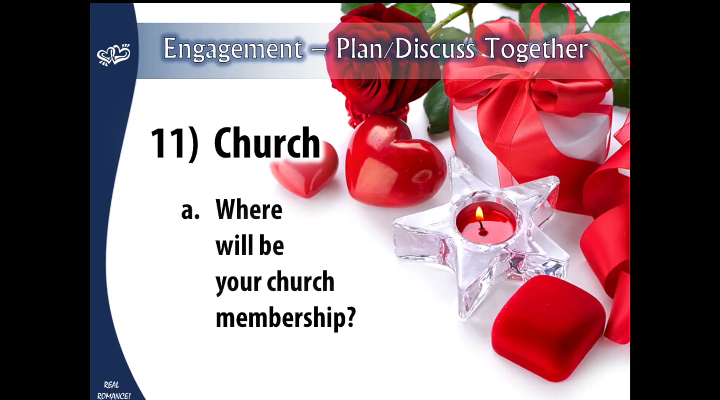 Engagement – Plan/Discuss Together
11) Church
a. Where
will be
your church
membership?
REAL
ROMANCE!